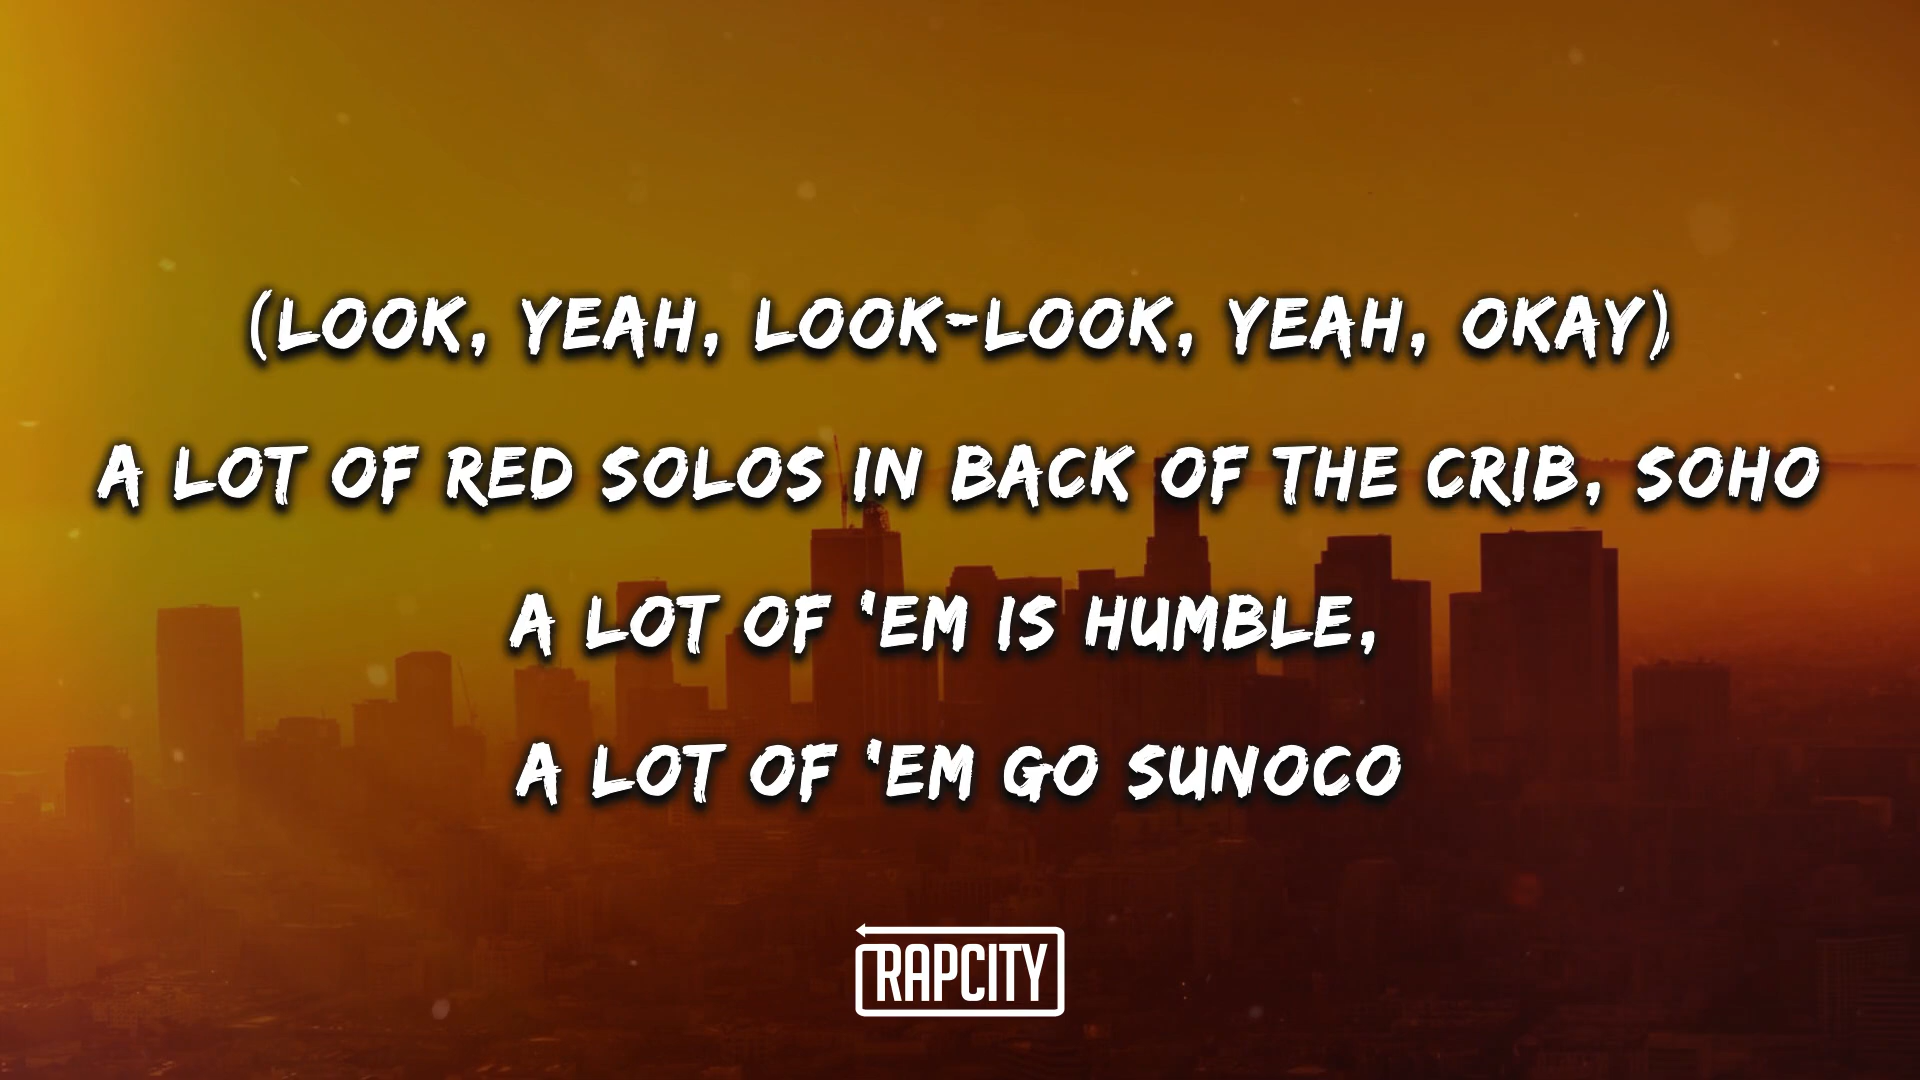 (LOOK, YEAH, LOOK-LOOK, YEAH, OKAY)
A LOT OF RED SOLOS IN BACK OF THE CRIB, SOHO
A LOT OF 'EM IS HUMBLE,
A LOT OF 'EM GO SUNOCO
RAPCITY